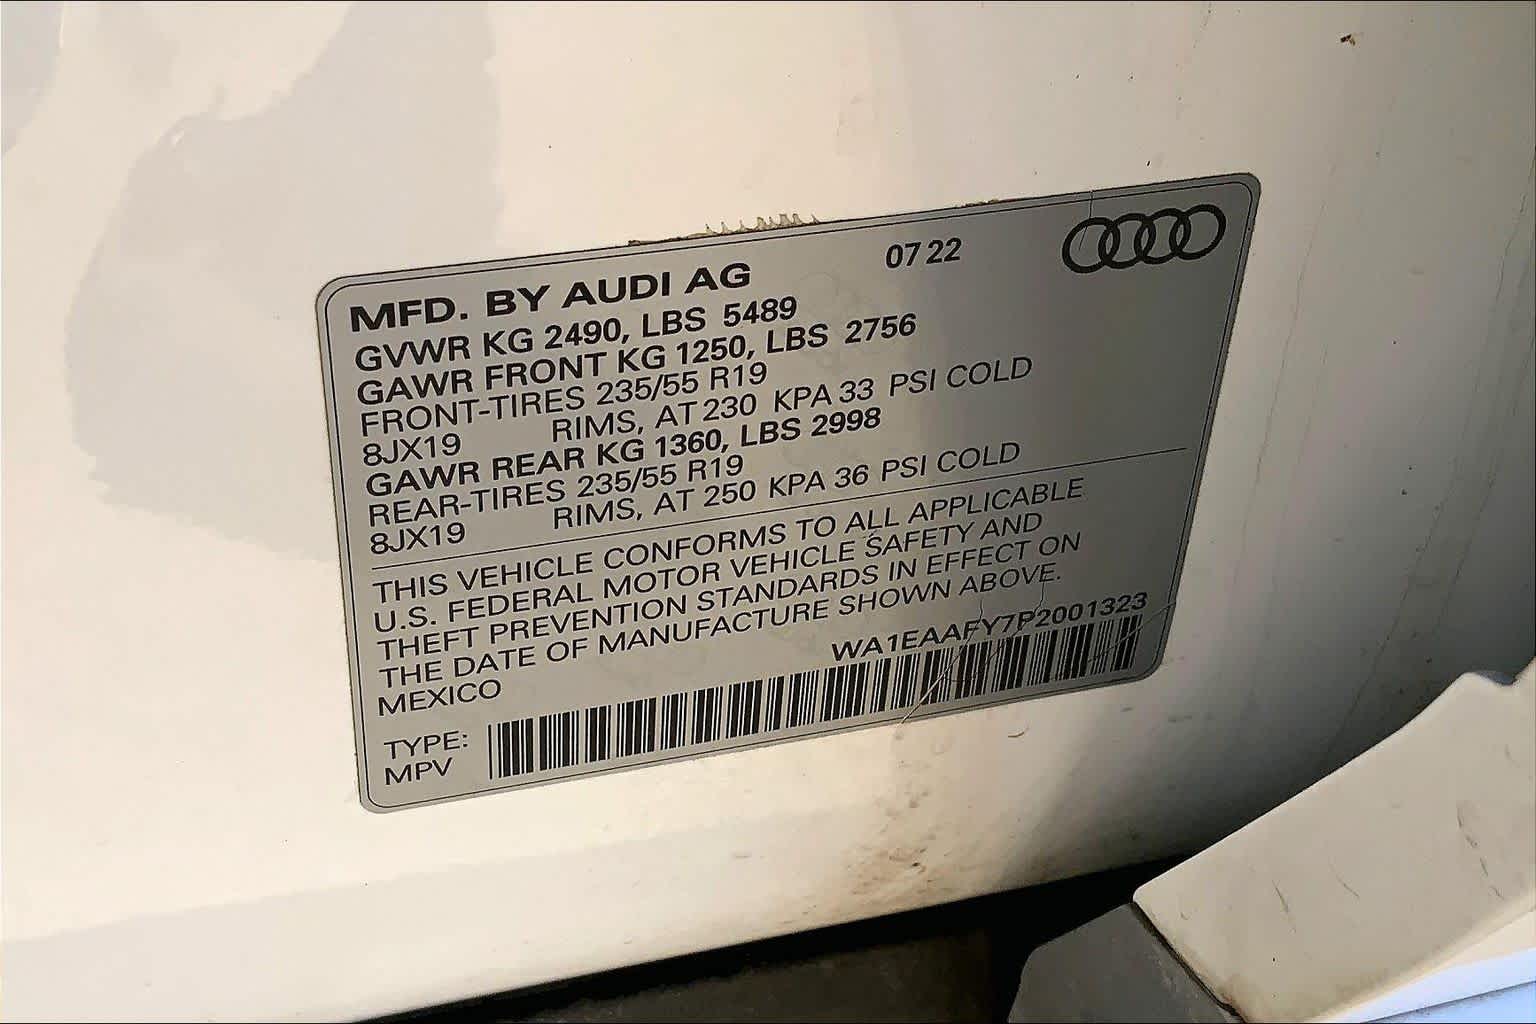 MFD. BY AUDI AG 07 22
GVWR KG 2490, LBS 5489
GAWR FRONT KG 1250, LBS 2756
FRONT-TIRES 235/55 R19
8JX19 RIMS, AT 230 KPA 33 PSI COLD
GAWR REAR KG 1360, LBS 2998
REAR-TIRES 235/55 R19
8JX19 RIMS, AT 250 KPA 36 PSI COLD
THIS VEHICLE CONFORMS TO ALL APPLICABLE
U.S. FEDERAL MOTOR VEHICLE SAFETY AND
THEFT PREVENTION STANDARDS IN EFFECT ON
THE DATE OF MANUFACTURE SHOWN ABOVE.
MEXICO WA1EAAFY7P2001323
TYPE:
MPV